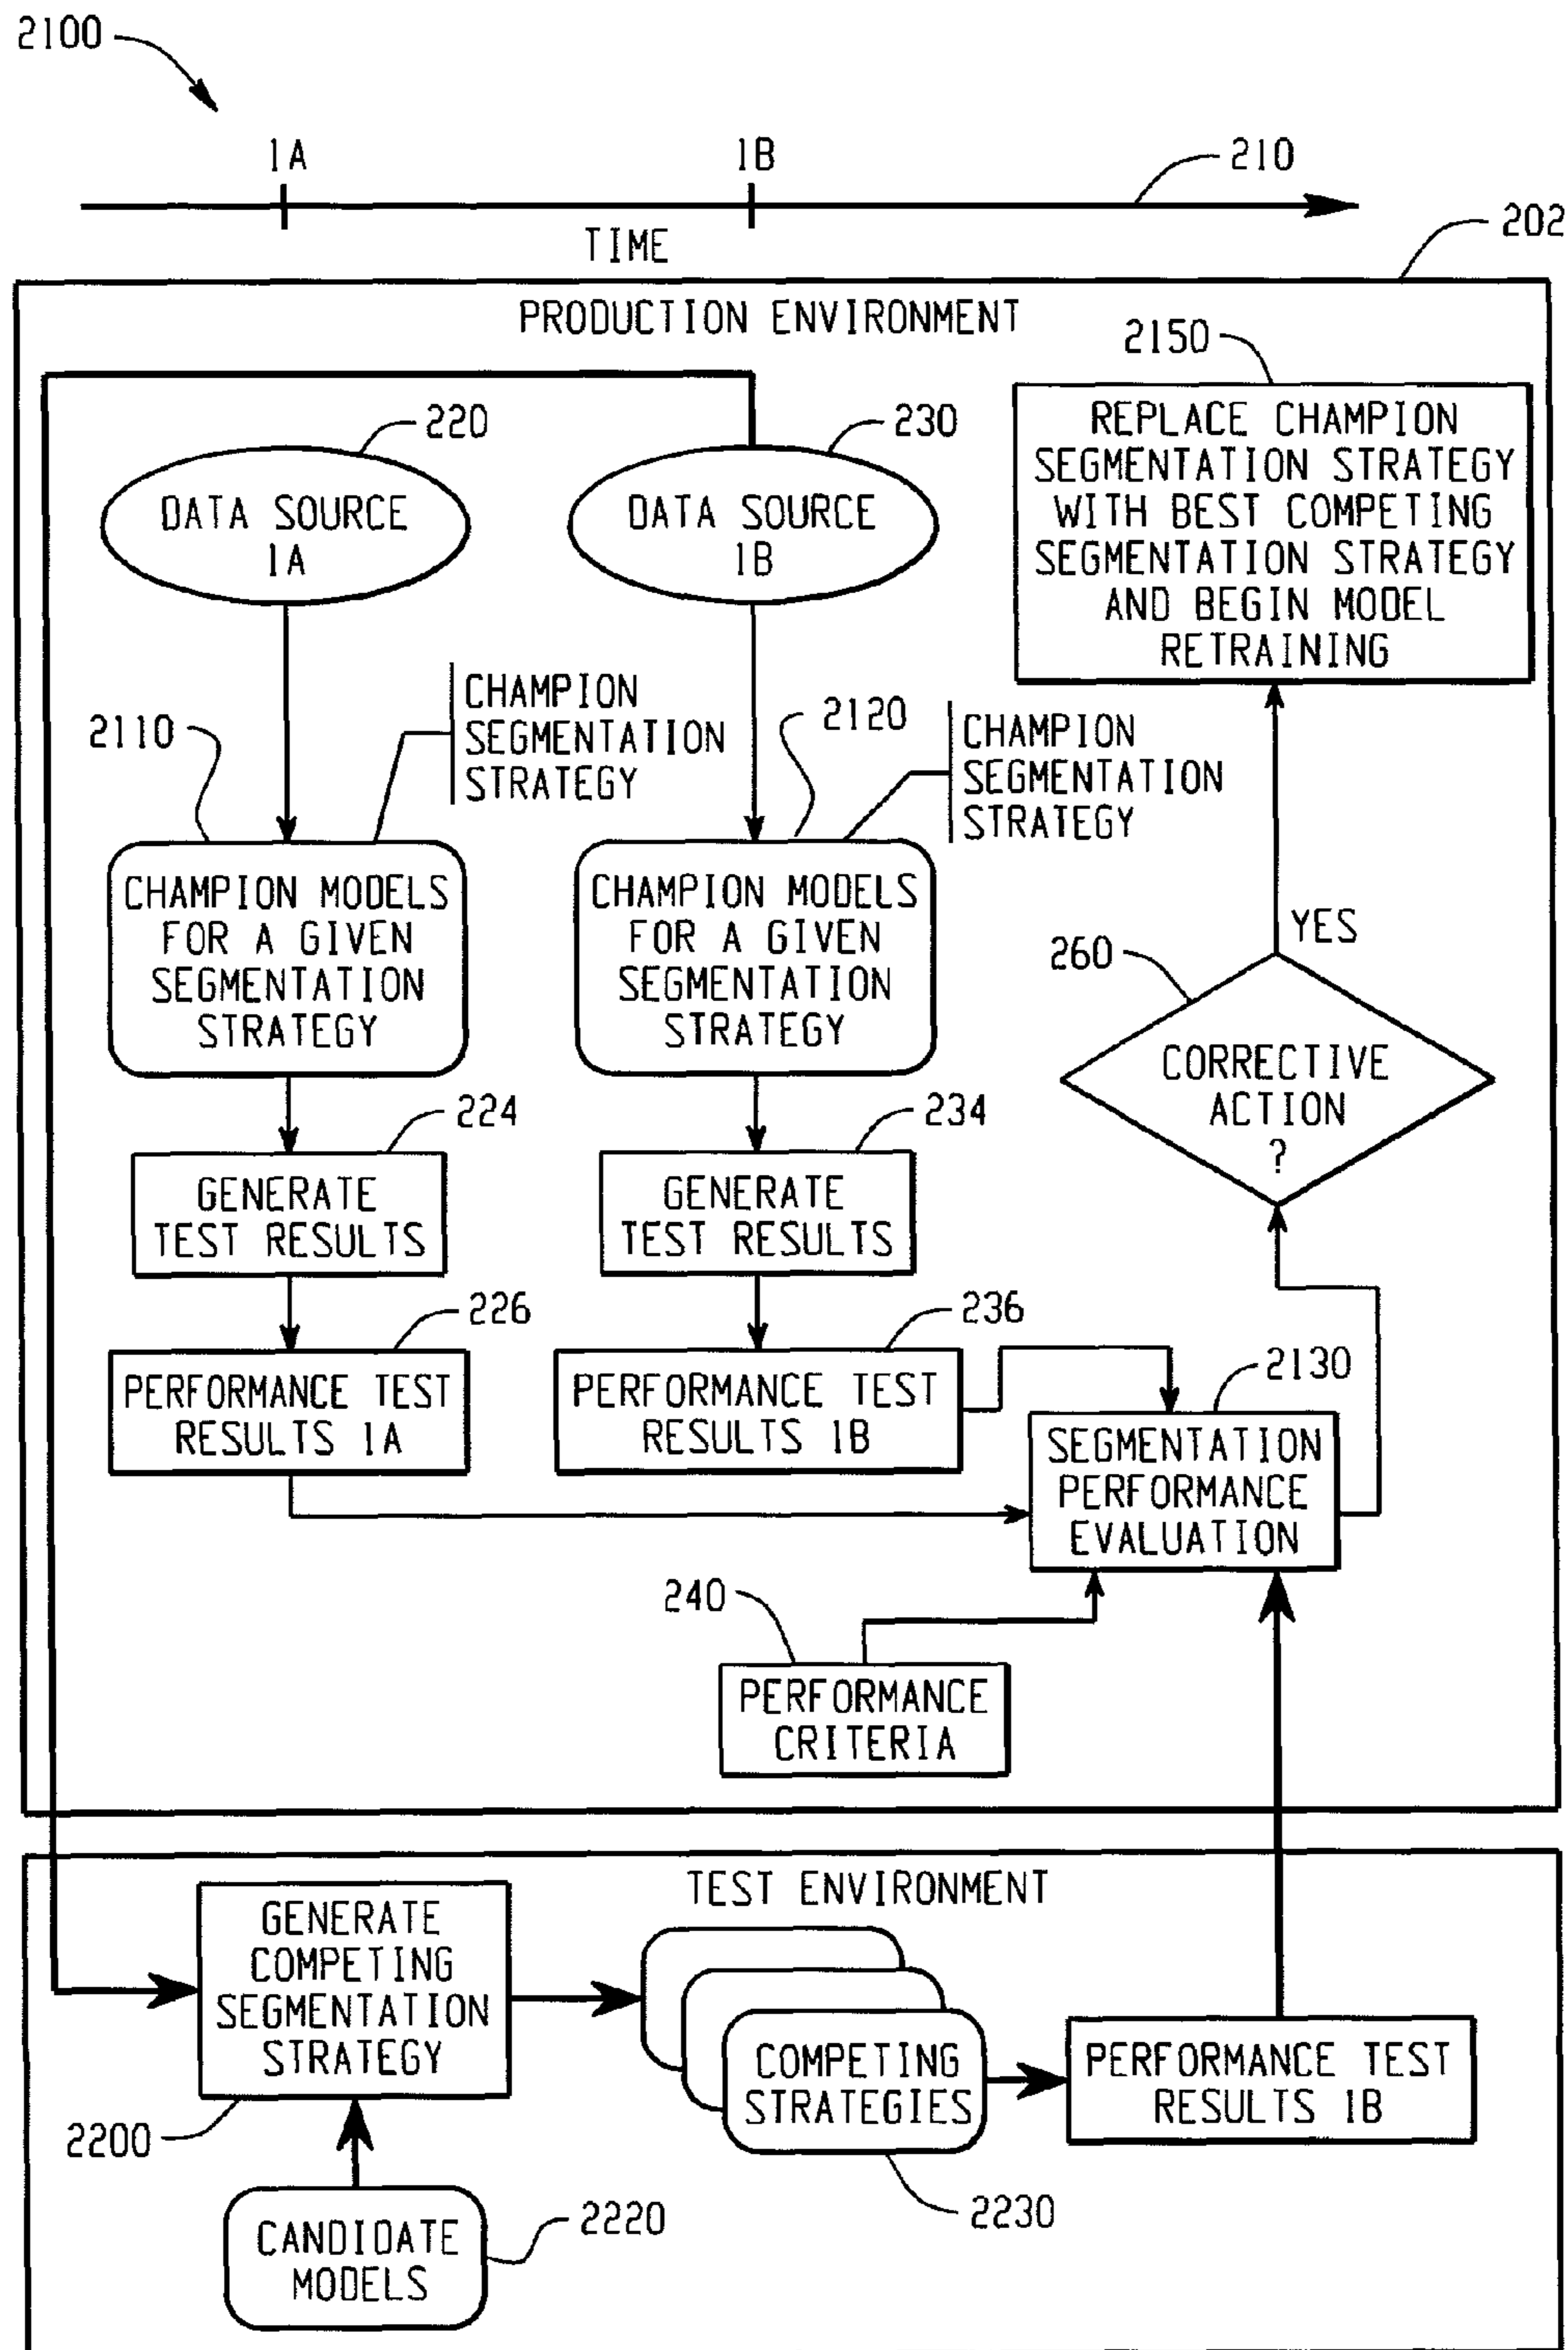 2100
1A
1B
210
TIME
202
PRODUCTION ENVIRONMENT
2150
REPLACE CHAMPION
SEGMENTATION STRATEGY
WITH BEST COMPETING
SEGMENTATION STRATEGY
AND BEGIN MODEL
RETRAINING
220
DATA SOURCE
1A
230
DATA SOURCE
1B
2110
CHAMPION
SEGMENTATION
STRATEGY
2120
CHAMPION
SEGMENTATION
STRATEGY
CHAMPION MODELS
FOR A GIVEN
SEGMENTATION
STRATEGY
CHAMPION MODELS
FOR A GIVEN
SEGMENTATION
STRATEGY
YES
260
CORRECTIVE
ACTION
?
224
GENERATE
TEST RESULTS
234
GENERATE
TEST RESULTS
226
PERFORMANCE TEST
RESULTS 1A
236
PERFORMANCE TEST
RESULTS 1B
2130
SEGMENTATION
PERFORMANCE
EVALUATION
240
PERFORMANCE
CRITERIA
TEST ENVIRONMENT
GENERATE
COMPETING
SEGMENTATION
STRATEGY
2200
COMPETING
STRATEGIES
2230
PERFORMANCE TEST
RESULTS 1B
CANDIDATE
MODELS
2220